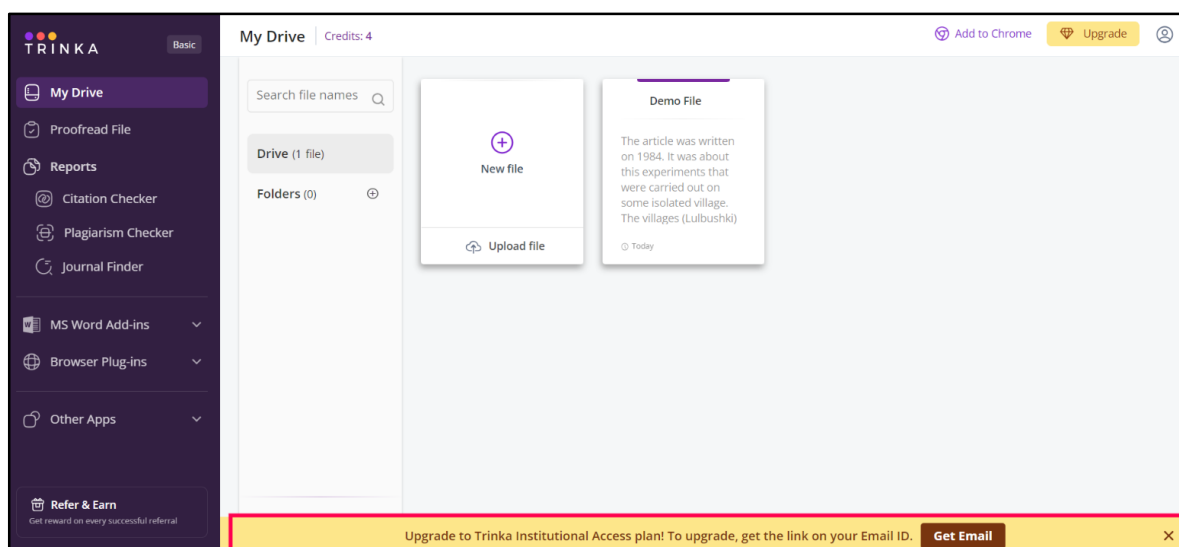 TRINKA
Basic
My Drive
Proofread File
Reports
Citation Checker
Plagiarism Checker
Journal Finder
MS Word Add-ins
Browser Plug-ins
Other Apps
Refer & Earn
Get reward on every successful referral
My Drive
Credits: 4
Add to Chrome
Upgrade
Search file names
Drive (1 file)
Folders (0)
New file
Upload file
Demo File
The article was written
on 1984. It was about
this experiments that
were carried out on
some isolated village.
The villages (Lulbushki)
Today
Upgrade to Trinka Institutional Access plan! To upgrade, get the link on your Email ID. Get Email